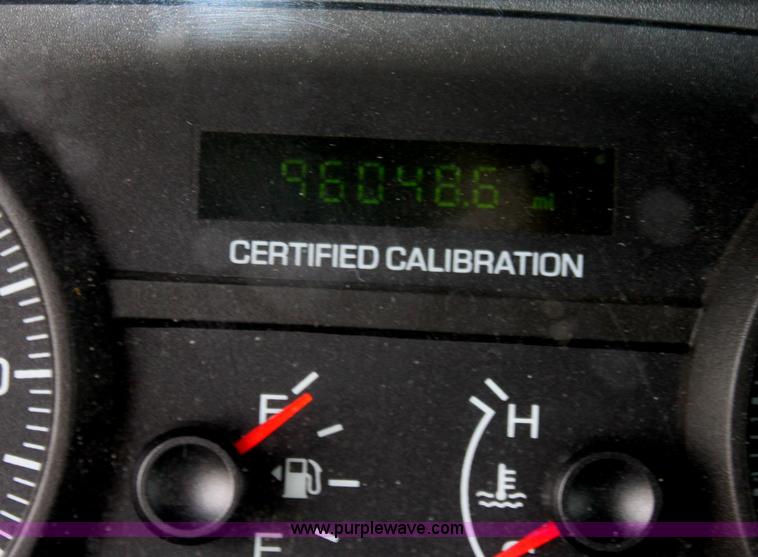 96048.6 mi
CERTIFIED CALIBRATION
F
H
E
www.purplewave.com